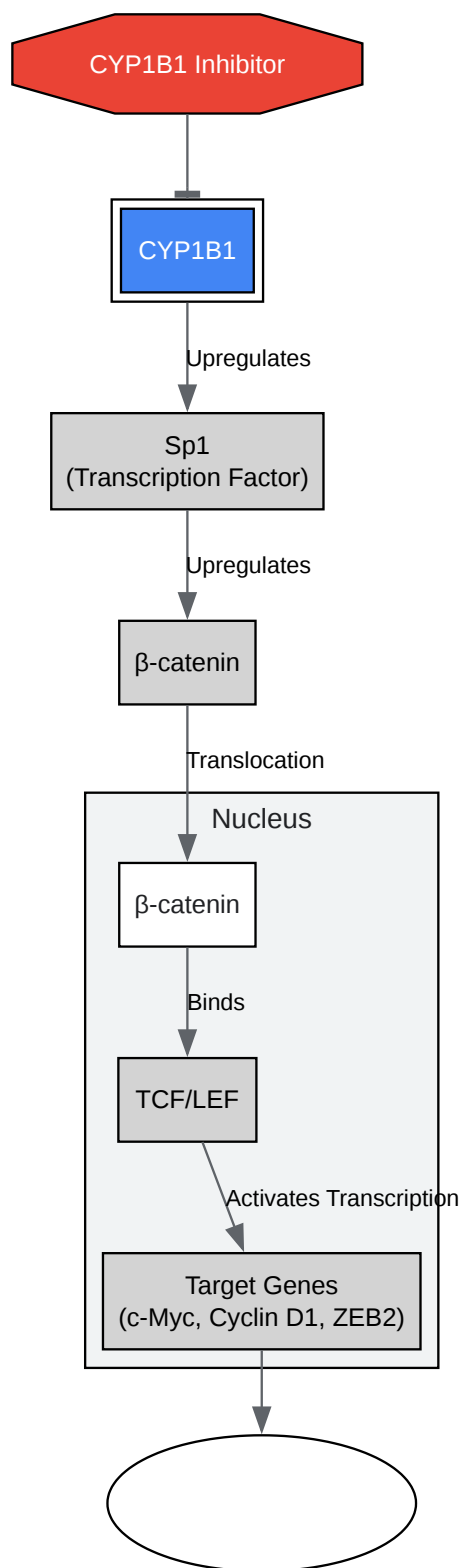 CYP1B1 Inhibitor
CYP1B1
Upregulates
Sp1
(Transcription Factor)
Upregulates
β-catenin
Translocation
Nucleus
β-catenin
Binds
TCF/LEF
Activates Transcription
Target Genes
(c-Myc, Cyclin D1, ZEB2)